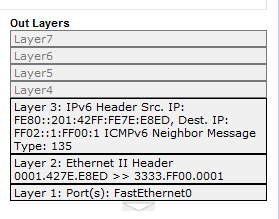 Out Layers
Layer7
Layer6
Layer5
Layer4
Layer 3: IPv6 Header Src. IP:
FE80::201:42FF:FE7E:E8ED, Dest. IP:
FF02::1:FF00:1 ICMPv6 Neighbor Message
Type: 135
Layer 2: Ethernet II Header
0001.427E.E8ED >> 3333.FF00.0001
Layer 1: Port(s): FastEthernet0